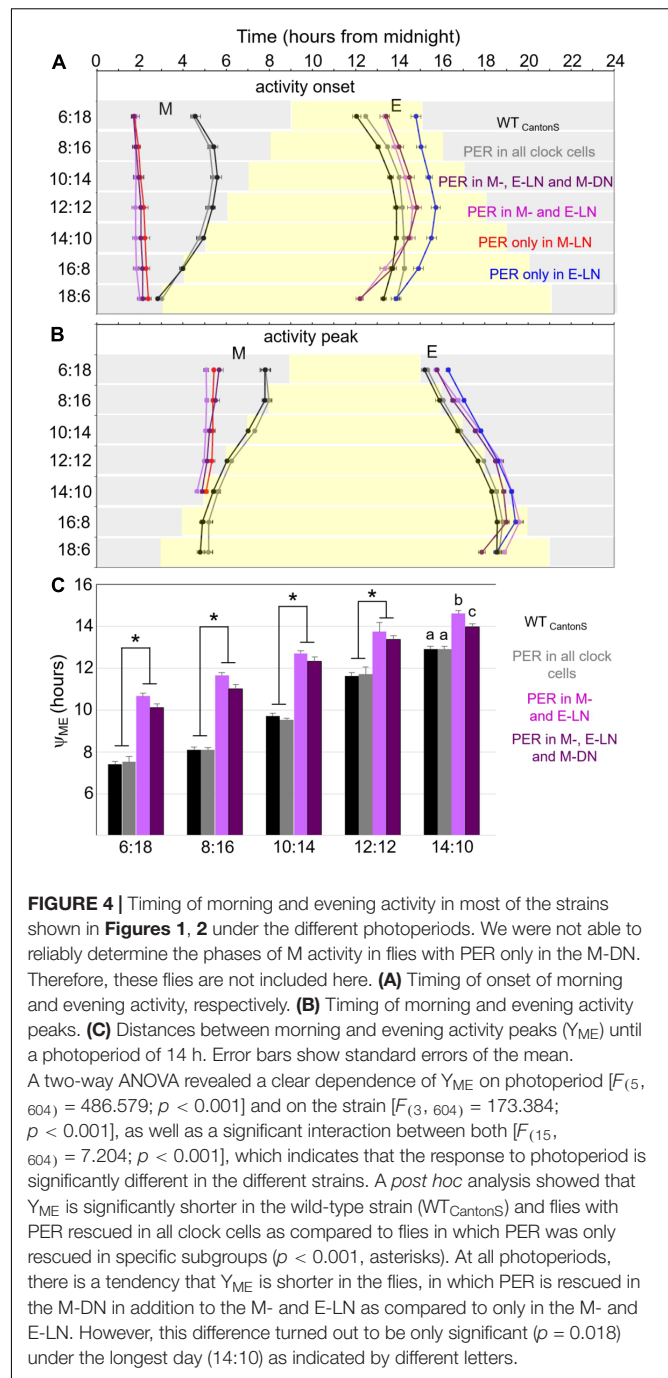 Time (hours from midnight)
A 0 2 4 6 8 10 12 14 16 18 20 22 24
activity onset
M E
6:18
8:16
10:14
12:12
14:10
16:8
18:6
WT CantonS
PER in all clock cells
PER in M-, E-LN and M-DN
PER in M- and E-LN
PER only in M-LN
PER only in E-LN
B activity peak
M E
6:18
8:16
10:14
12:12
14:10
16:8
18:6
C
ΨME (hours)
16
14
12
10
8
6
* * * * a a b c
6:18 8:16 10:14 12:12 14:10
WT CantonS
PER in all clock
cells
PER in M-
and E-LN
PER in M-, E-LN
and M-DN
FIGURE 4 | Timing of morning and evening activity in most of the strains
shown in Figures 1, 2 under the different photoperiods. We were not able to
reliably determine the phases of M activity in flies with PER only in the M-DN.
Therefore, these flies are not included here. (A) Timing of onset of morning
and evening activity, respectively. (B) Timing of morning and evening activity
peaks. (C) Distances between morning and evening activity peaks (YME) until
a photoperiod of 14 h. Error bars show standard errors of the mean.
A two-way ANOVA revealed a clear dependence of YME on photoperiod [F(5,
604) = 486.579; p < 0.001] and on the strain [F(3, 604) = 173.384;
p < 0.001], as well as a significant interaction between both [F(15,
604) = 7.204; p < 0.001], which indicates that the response to photoperiod is
significantly different in the different strains. A post hoc analysis showed that
YME is significantly shorter in the wild-type strain (WTCantonS) and flies with
PER rescued in all clock cells as compared to flies in which PER was only
rescued in specific subgroups (p < 0.001, asterisks). At all photoperiods,
there is a tendency that YME is shorter in the flies, in which PER is rescued in
the M-DN in addition to the M- and E-LN as compared to only in the M- and
E-LN. However, this difference turned out to be only significant (p = 0.018)
under the longest day (14:10) as indicated by different letters.